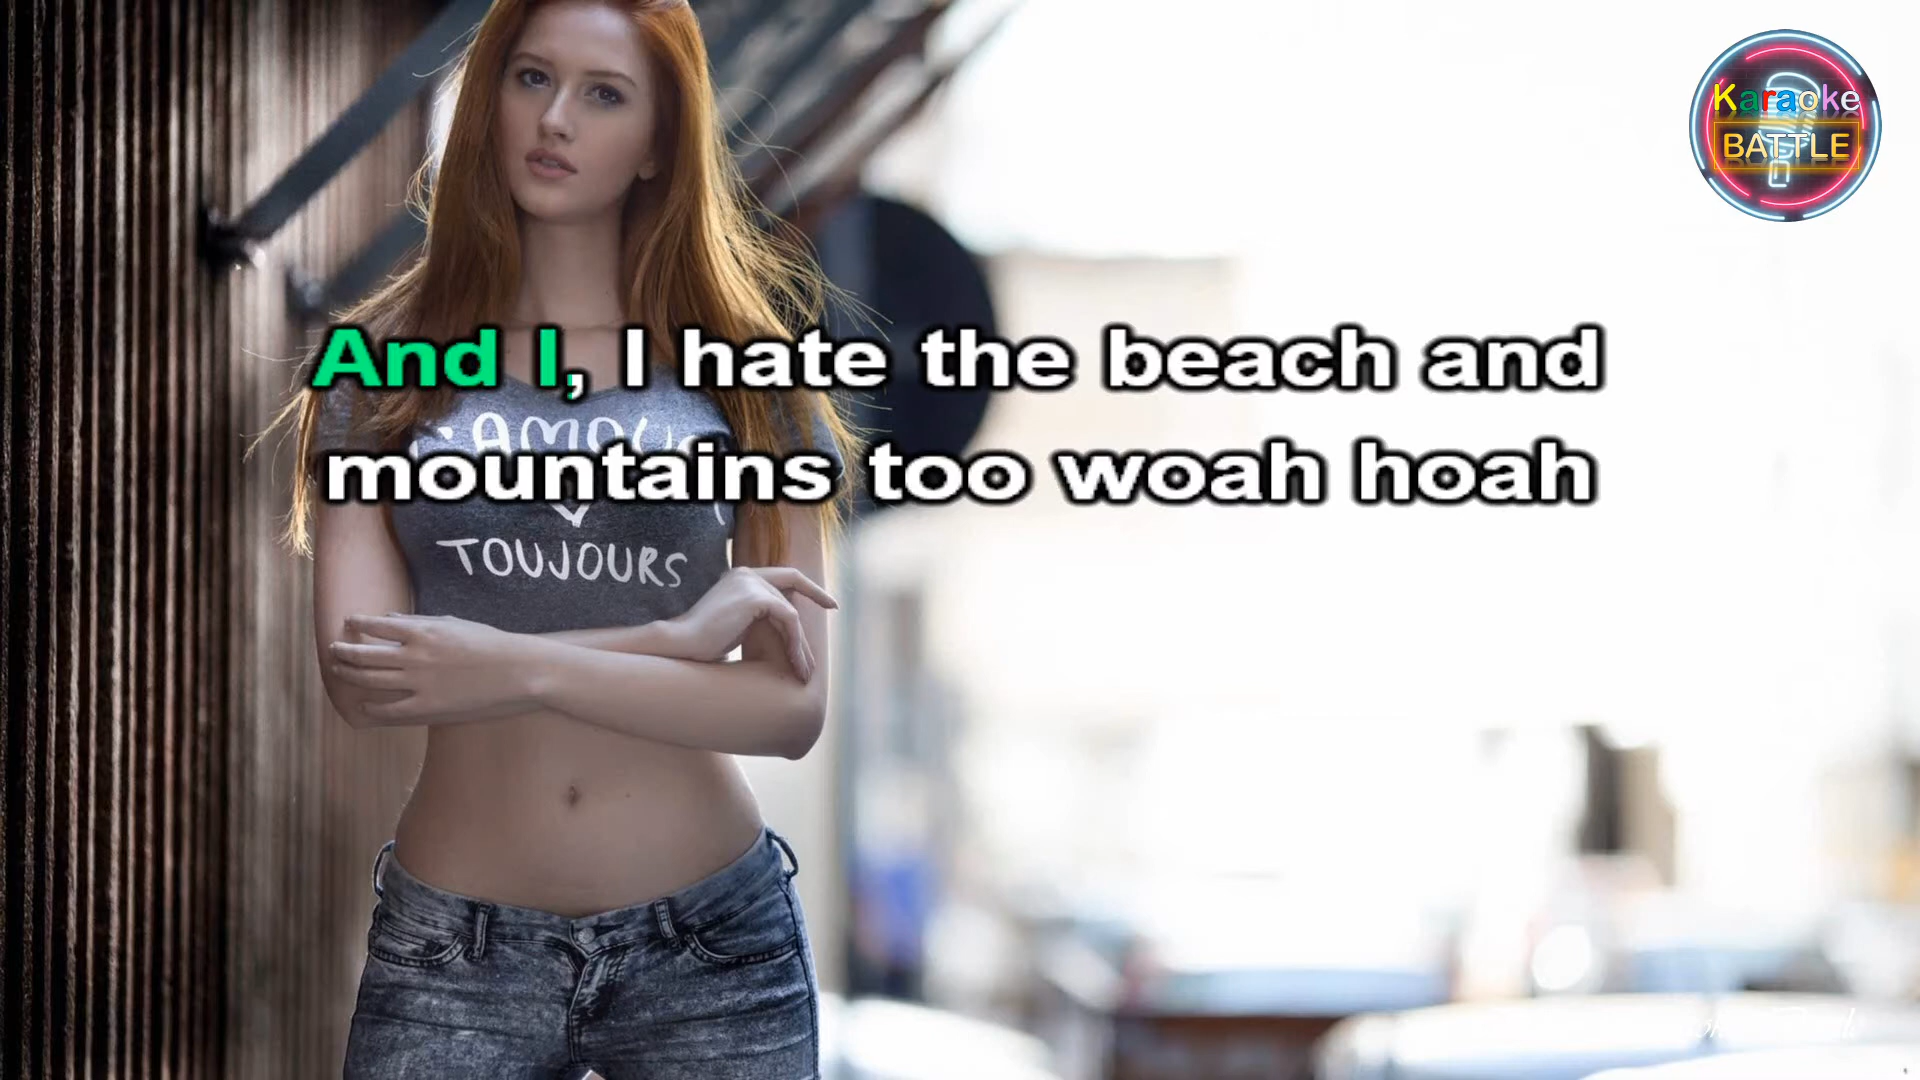 Karaoke
BATTLE
And I, I hate the beach and
mountains too woah hoah
TOUJOURS